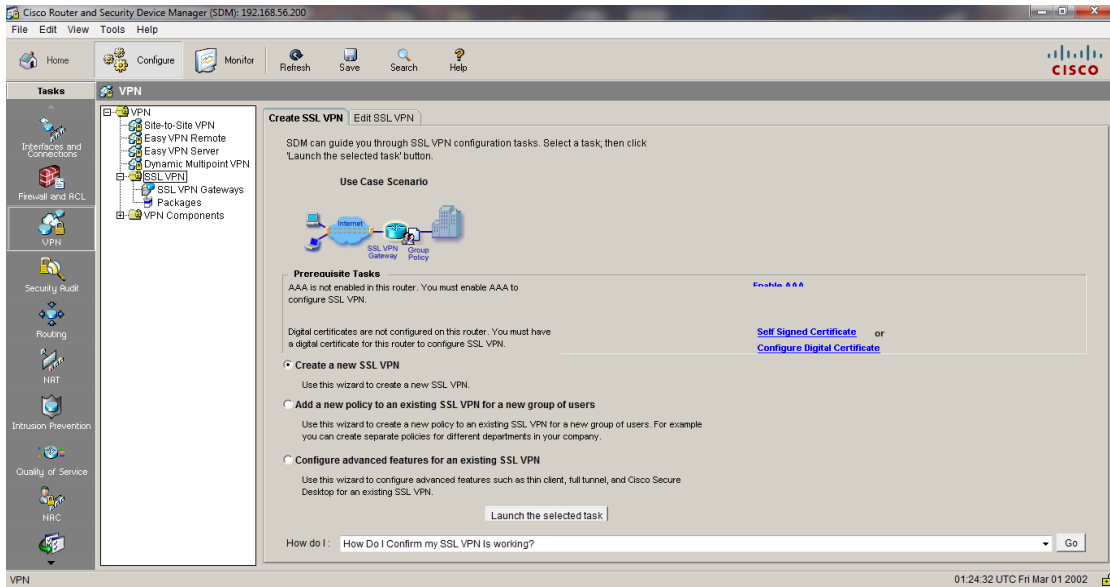 Cisco Router and Security Device Manager (SDM): 192.168.56.200
File Edit View Tools Help
Home Configure Monitor Refresh Save Search Help
CISCO
Tasks
VPN
Interfaces and Connections
Firewall and ACL
VPN
Security Audit
Routing
NAT
Intrusion Prevention
Quality of Service
NAC
VPN
Site-to-Site VPN
Easy VPN Remote
Easy VPN Server
Dynamic Multipoint VPN
SSL VPN
SSL VPN Gateways
Packages
VPN Components
Create SSL VPN Edit SSL VPN
SDM can guide you through SSL VPN configuration tasks. Select a task; then click
'Launch the selected task' button.
Use Case Scenario
Internet
SSL VPN Gateway
Group Policy
Prerequisite Tasks
AAA is not enabled in this router. You must enable AAA to
configure SSL VPN.
Enable AAA
Digital certificates are not configured on this router. You must have
a digital certificate for this router to configure SSL VPN.
Self Signed Certificate or
Configure Digital Certificate
Create a new SSL VPN
Use this wizard to create a new SSL VPN.
Add a new policy to an existing SSL VPN for a new group of users
Use this wizard to create a new policy to an existing SSL VPN for a new group of users. For example
you can create separate policies for different departments in your company.
Configure advanced features for an existing SSL VPN
Use this wizard to configure advanced features such as thin client, full tunnel, and Cisco Secure
Desktop for an existing SSL VPN.
Launch the selected task
How do I: How Do I Confirm my SSL VPN Is working? Go
VPN
01:24:32 UTC Fri Mar 01 2002